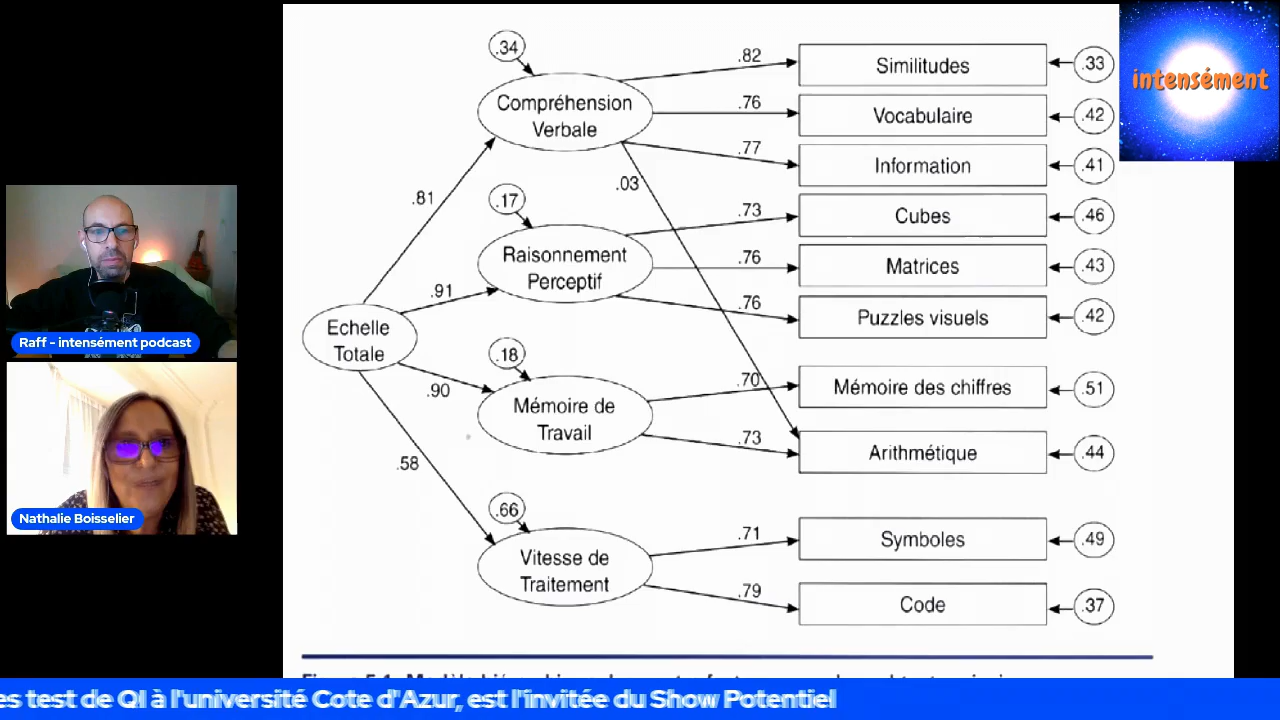 intensément
.34
.82
Similitudes
.33
Compréhension
Verbale
.76
Vocabulaire
.42
.77
Information
.41
.81
.03
.17
.73
Cubes
.46
Raisonnement
Perceptif
.76
Matrices
.43
.91
.76
Puzzles visuels
.42
Echelle
Totale
.18
.90
.70
Mémoire des chiffres
.51
Mémoire de
Travail
.73
Arithmétique
.44
.58
.66
.71
Symboles
.49
Vitesse de
Traitement
.79
Code
.37
Raff - intensément podcast
Nathalie Boisselier
es test de QI à l'université Cote d'Azur, est l'invitée du Show Potentiel